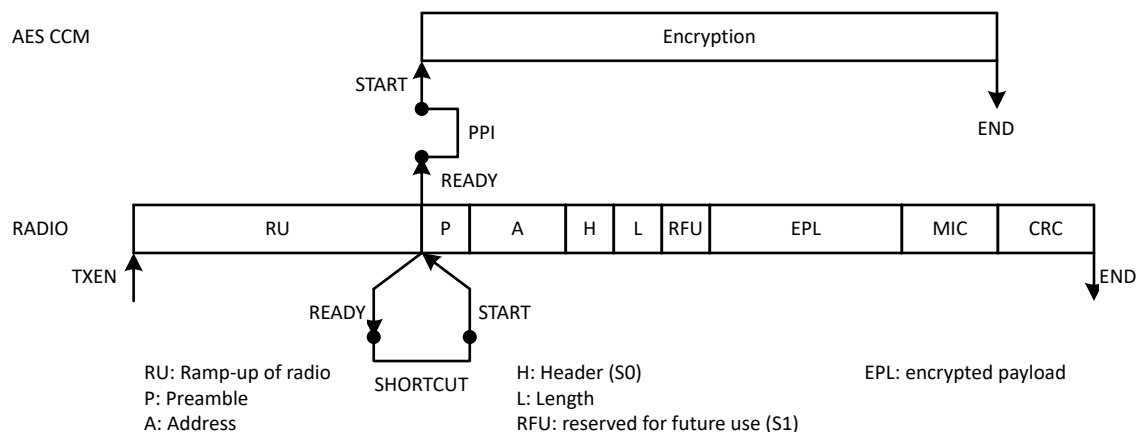 AES CCM
Encryption
START
PPI
END
READY
RADIO
RU
P
A
H
L
RFU
EPL
MIC
CRC
TXEN
END
READY
START
SHORTCUT
RU: Ramp-up of radio
P: Preamble
A: Address
H: Header (S0)
L: Length
RFU: reserved for future use (S1)
EPL: encrypted payload